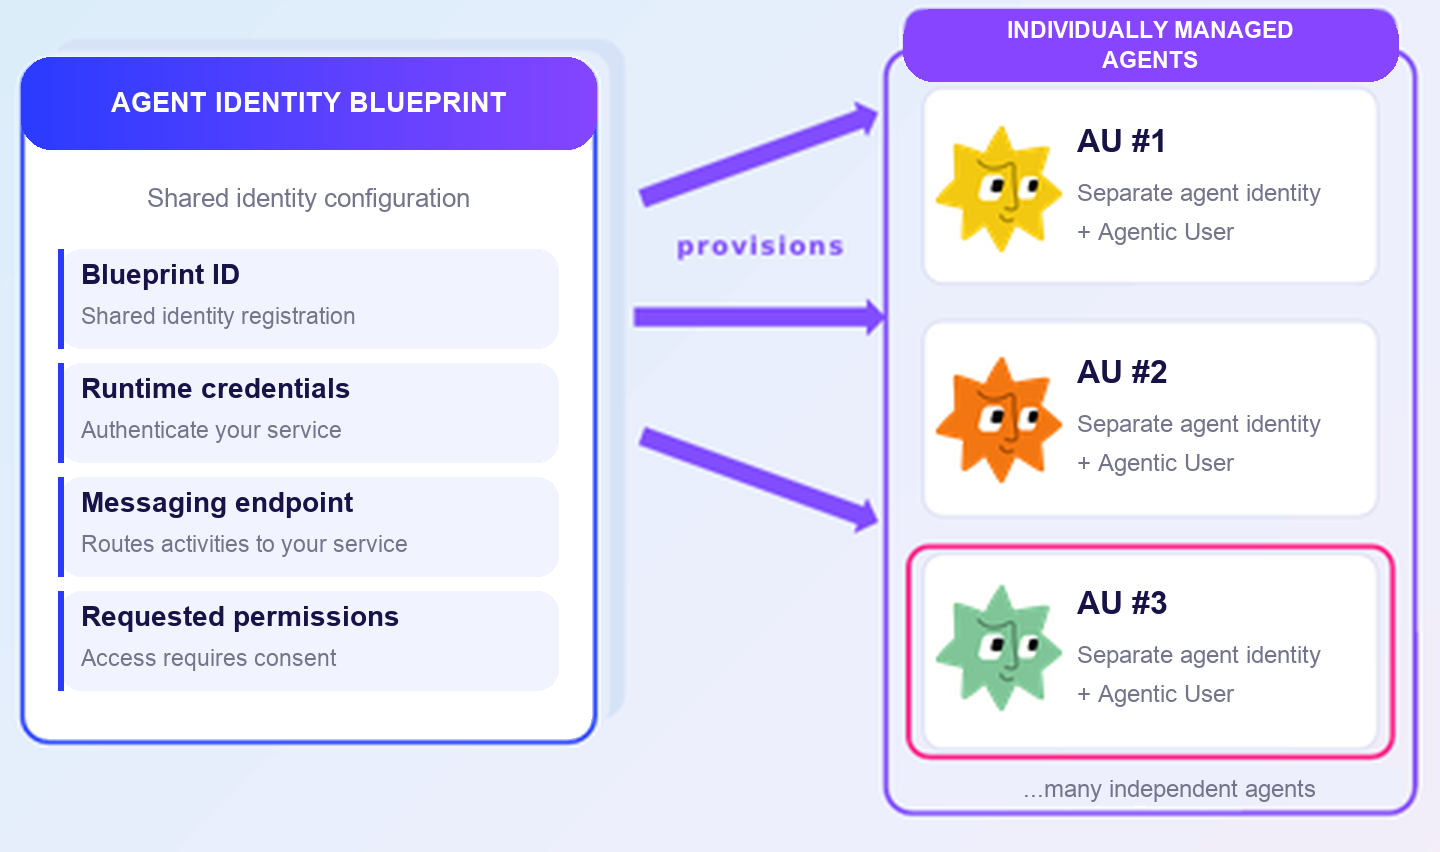 AGENT IDENTITY BLUEPRINT
Shared identity configuration
Blueprint ID
Shared identity registration
Runtime credentials
Authenticate your service
Messaging endpoint
Routes activities to your service
Requested permissions
Access requires consent
provisions
INDIVIDUALLY MANAGED
AGENTS
AU #1
Separate agent identity
+ Agentic User
AU #2
Separate agent identity
+ Agentic User
AU #3
Separate agent identity
+ Agentic User
...many independent agents